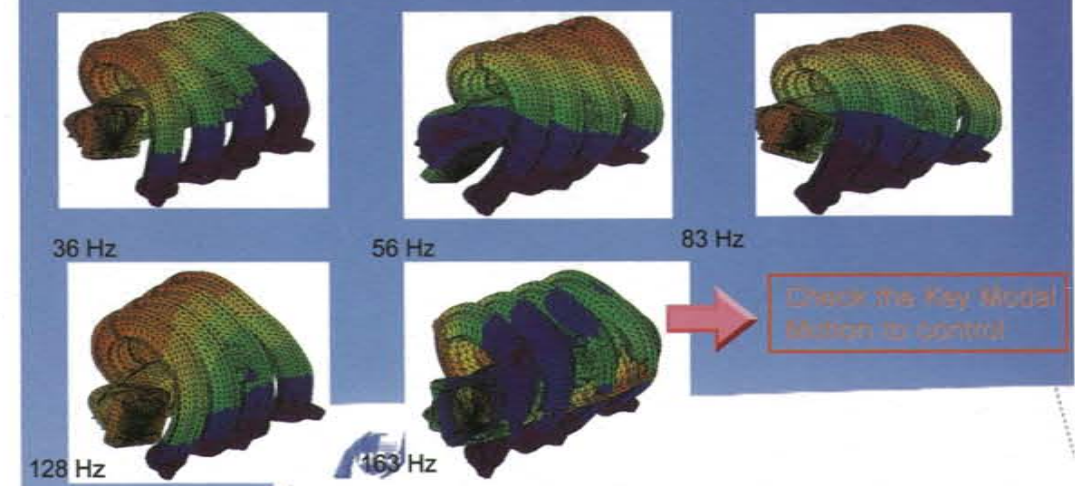 36 Hz
56 Hz
83 Hz
Check the Key Modal
Motion to control
128 Hz
163 Hz